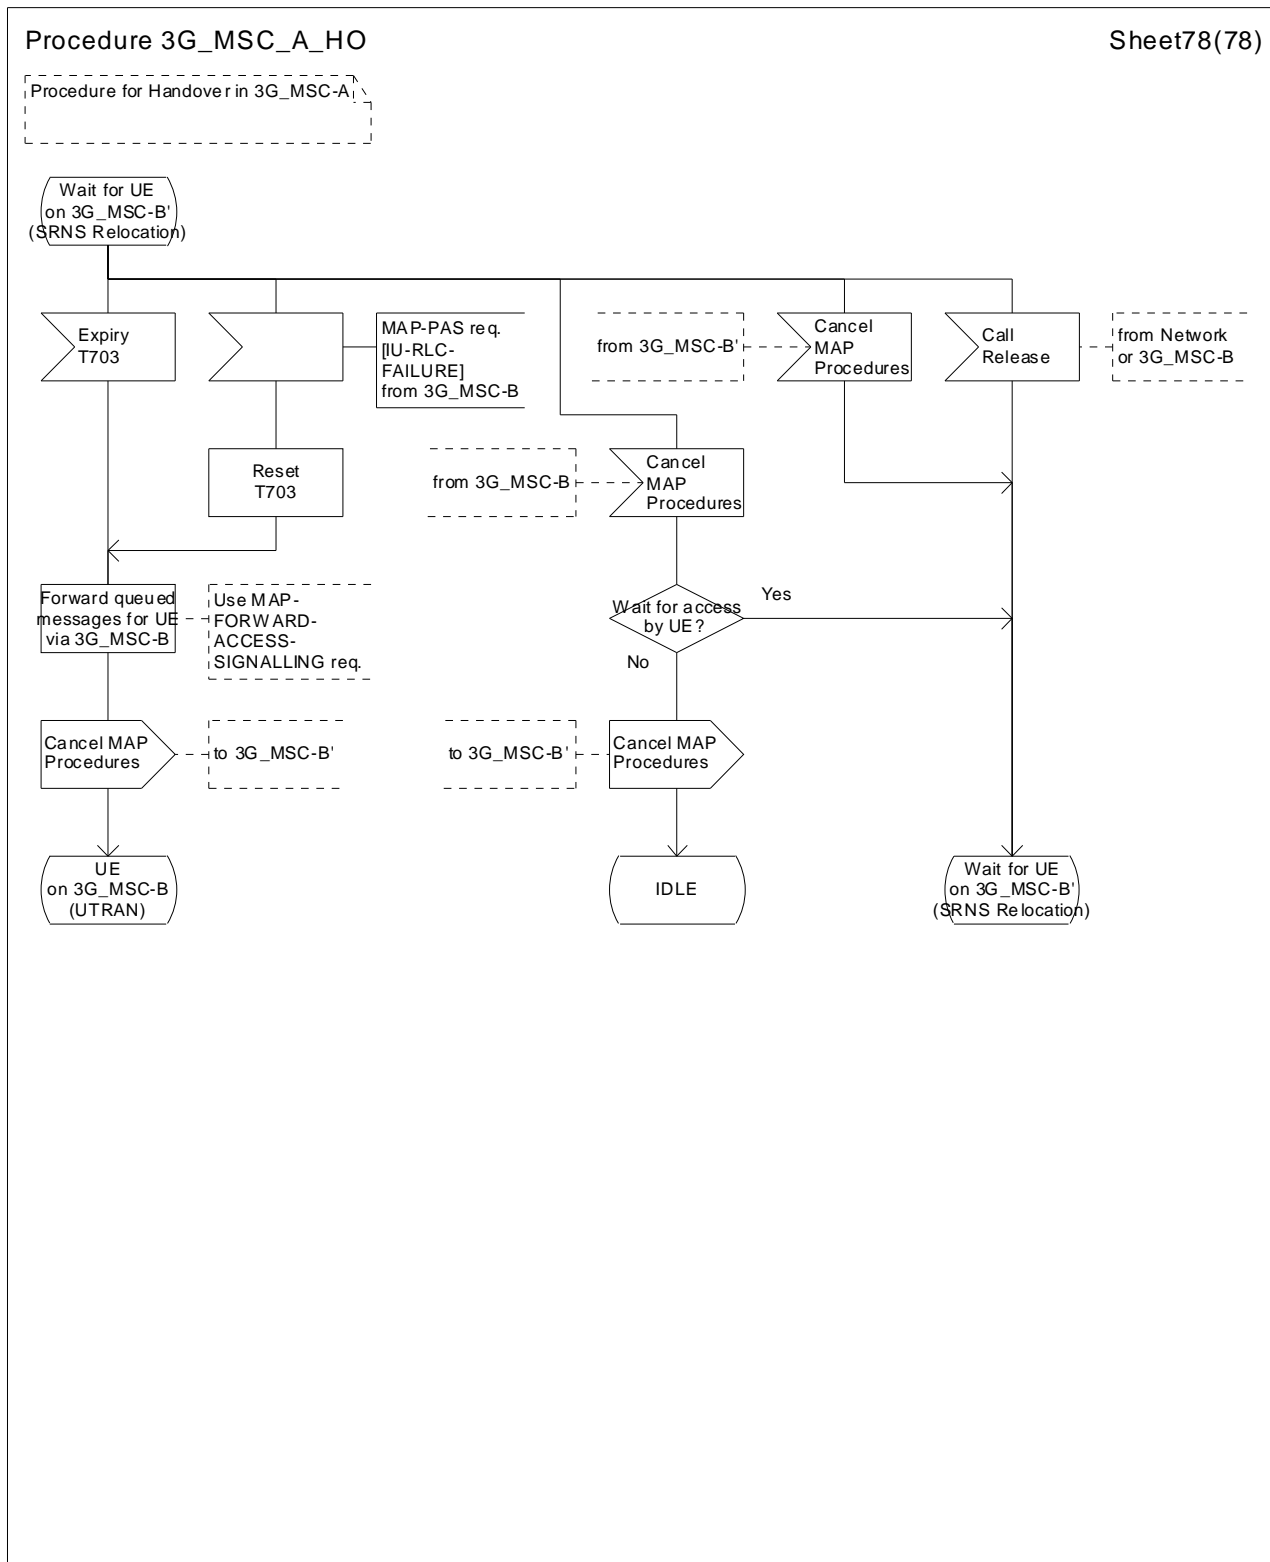 Procedure 3G_MSC_A_HO
Sheet78(78)
Procedure for Handover in 3G_MSC-A
Wait for UE
on 3G_MSC-B'
(SRNS Relocation)
Expiry
T703
MAP-PAS req.
[IU-RLC-
FAILURE]
from 3G_MSC-B
from 3G_MSC-B'
Cancel
MAP
Procedures
Call
Release
from Network
or 3G_MSC-B
Reset
T703
from 3G_MSC-B
Cancel
MAP
Procedures
Forward queued
messages for UE
via 3G_MSC-B
Use MAP-
FORWARD-
ACCESS-
SIGNALLING req.
Wait for access
by UE?
Yes
No
Cancel MAP
Procedures
to 3G_MSC-B'
to 3G_MSC-B'
Cancel MAP
Procedures
UE
on 3G_MSC-B
(UTRAN)
IDLE
Wait for UE
on 3G_MSC-B'
(SRNS Relocation)